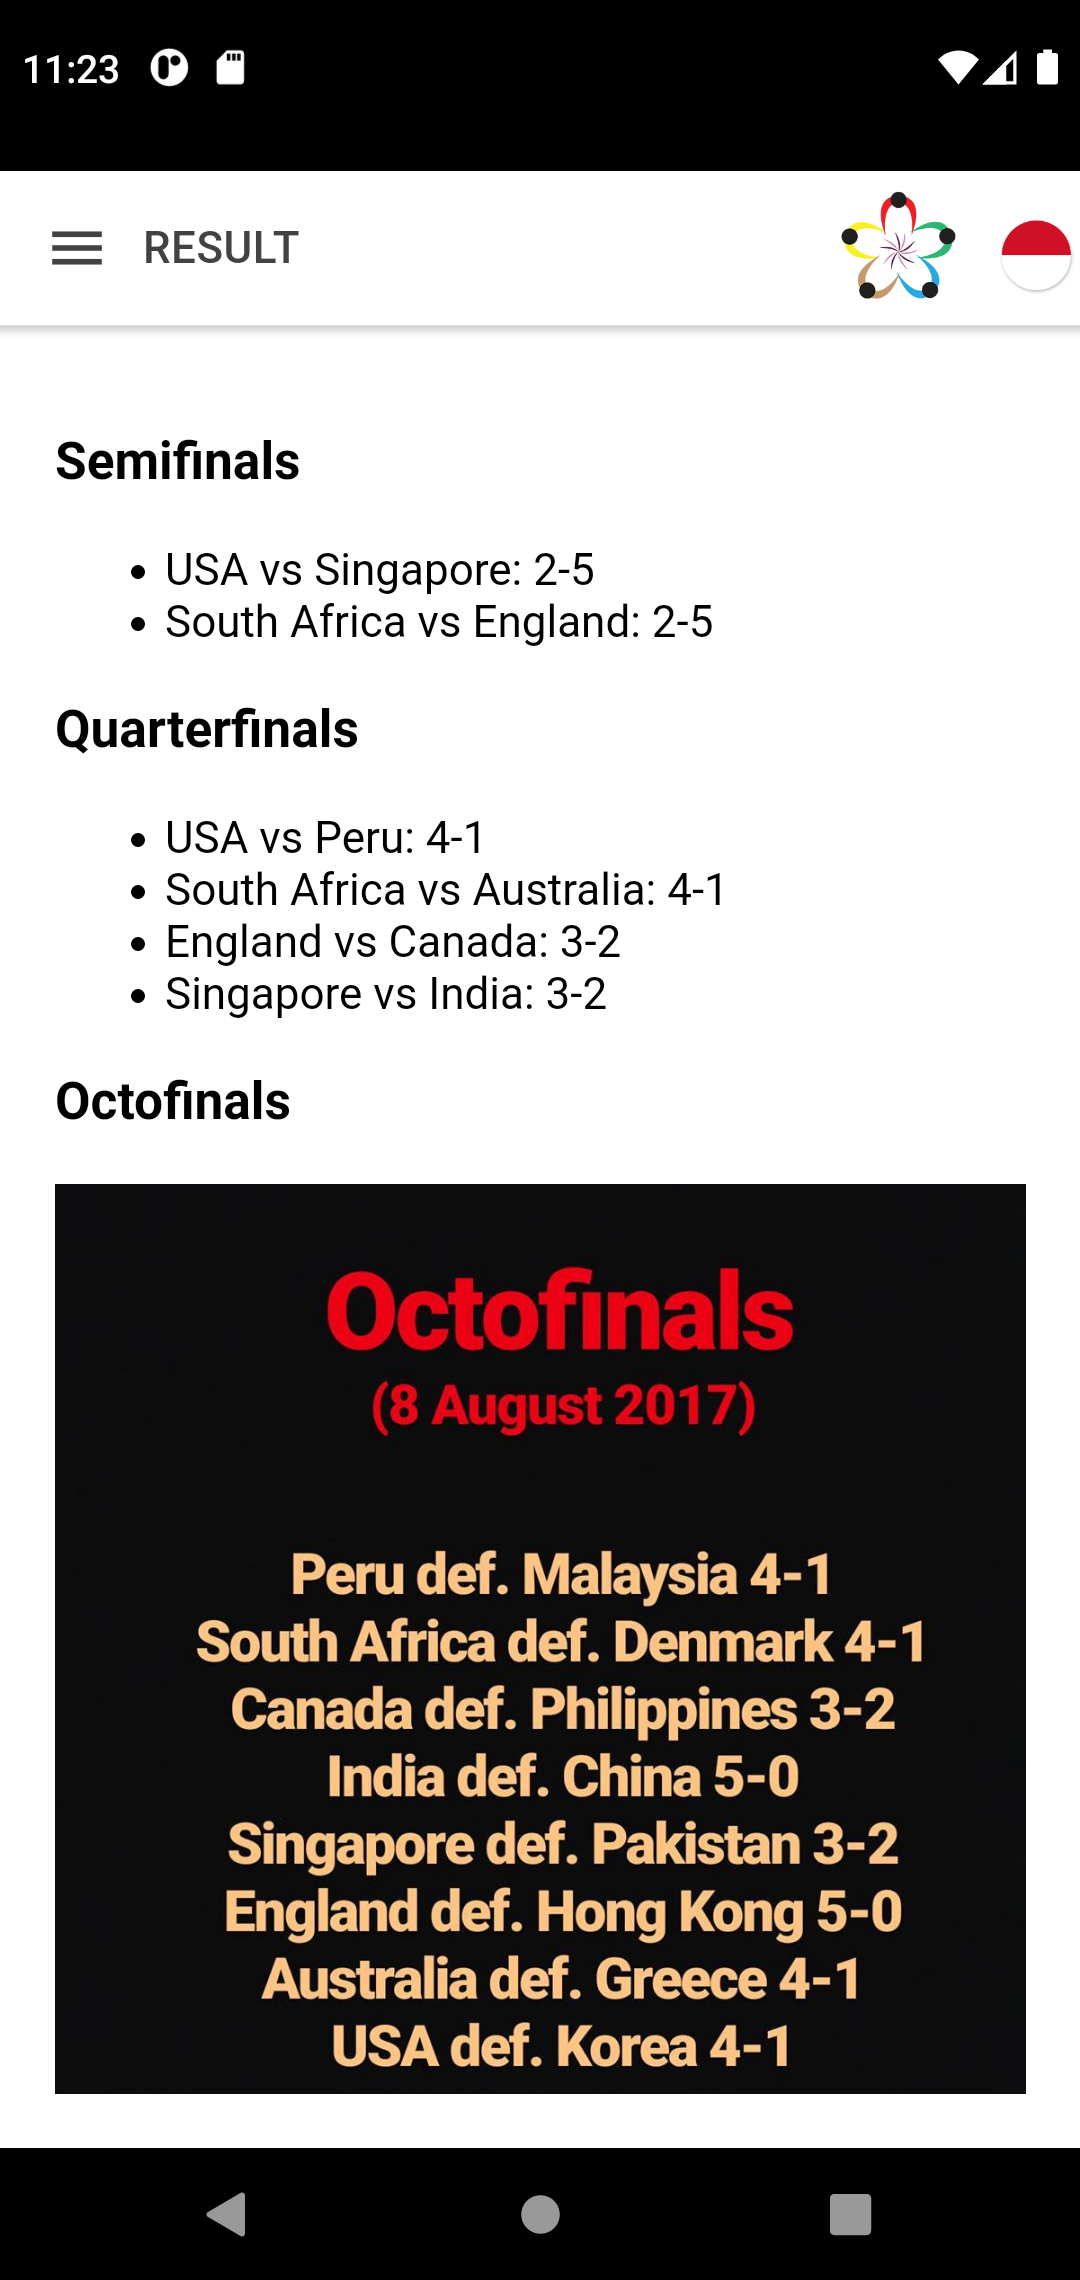 11:23
RESULT
Semifinals
• USA vs Singapore: 2-5
• South Africa vs England: 2-5
Quarterfinals
• USA vs Peru: 4-1
• South Africa vs Australia: 4-1
• England vs Canada: 3-2
• Singapore vs India: 3-2
Octofinals
Octofinals
(8 August 2017)
Peru def. Malaysia 4-1
South Africa def. Denmark 4-1
Canada def. Philippines 3-2
India def. China 5-0
Singapore def. Pakistan 3-2
England def. Hong Kong 5-0
Australia def. Greece 4-1
USA def. Korea 4-1